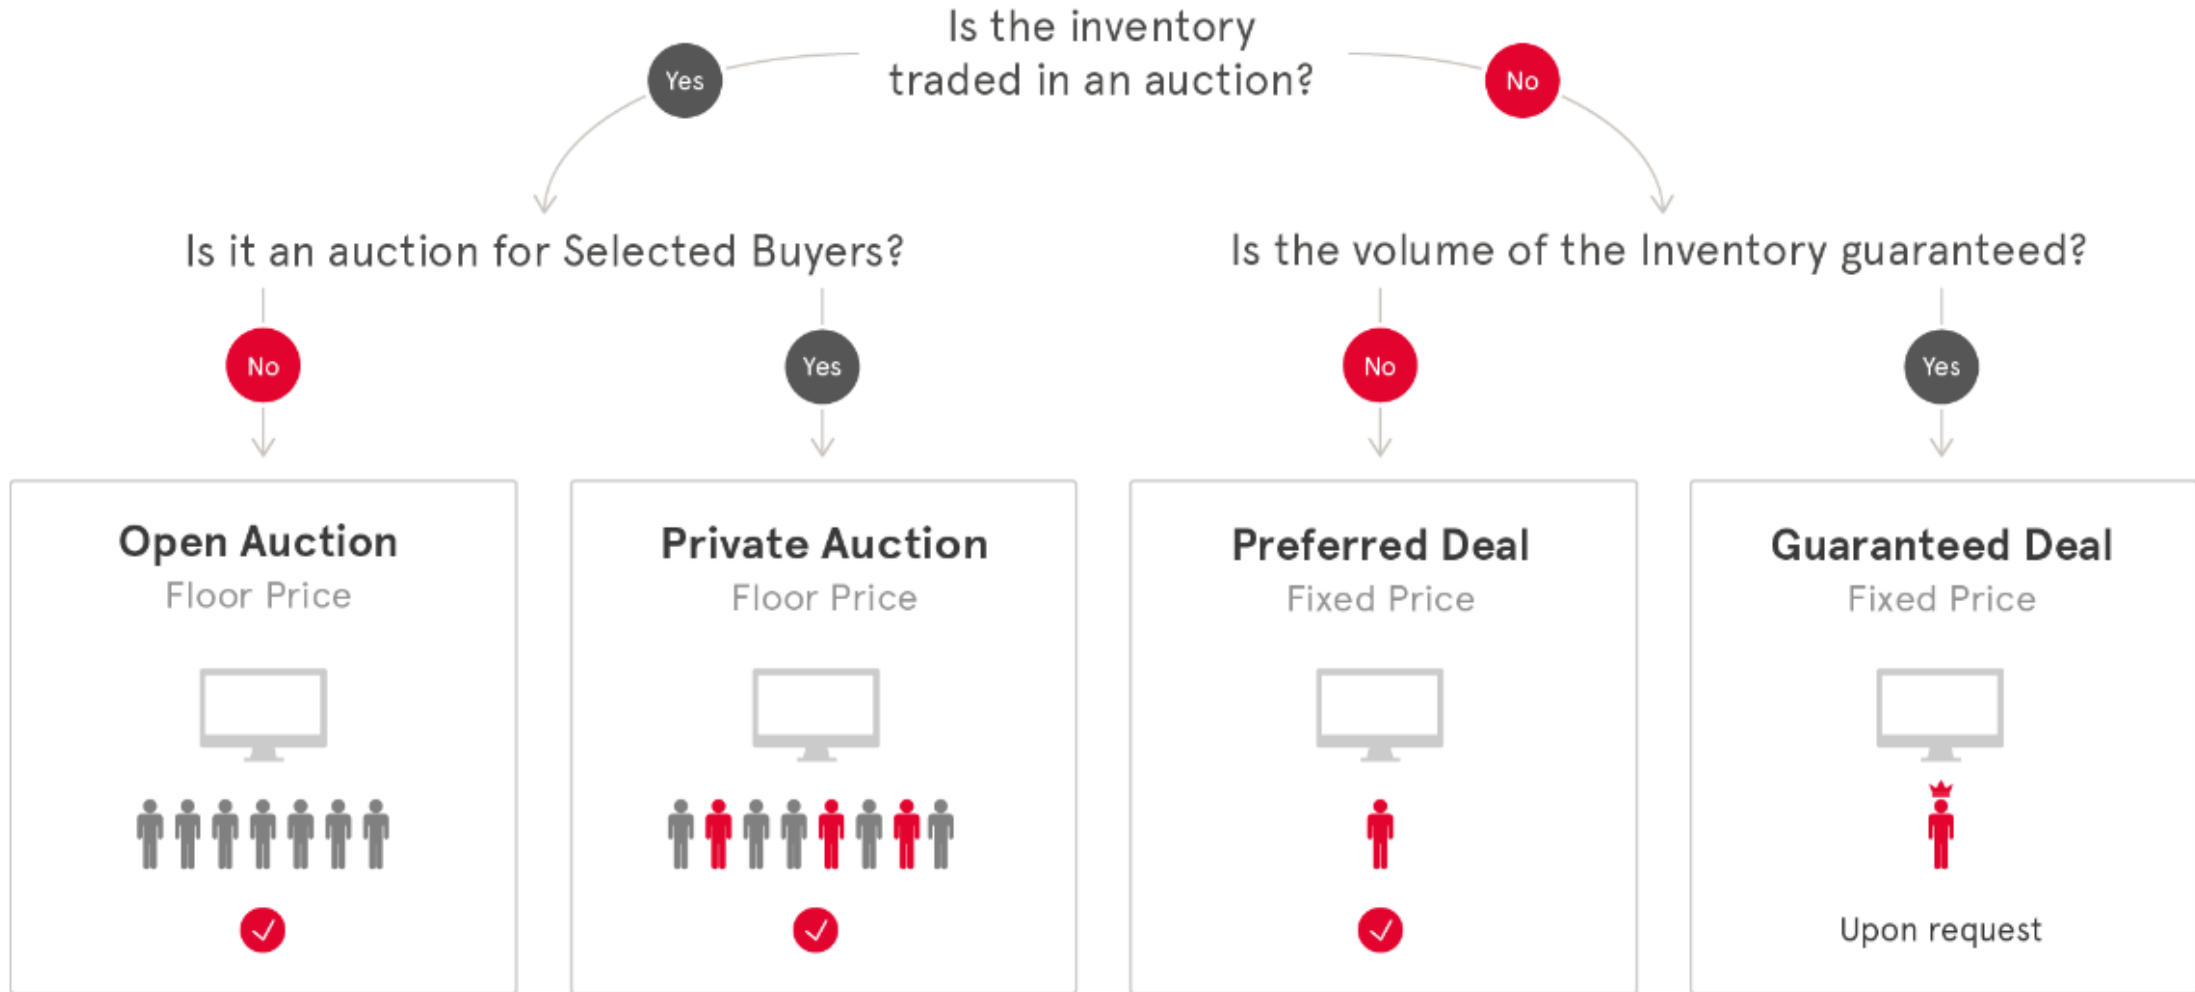 Is the inventory
traded in an auction?
Yes
No
Is it an auction for Selected Buyers?
Is the volume of the Inventory guaranteed?
No
Yes
No
Yes
Open Auction
Floor Price
Private Auction
Floor Price
Preferred Deal
Fixed Price
Guaranteed Deal
Fixed Price
Upon request